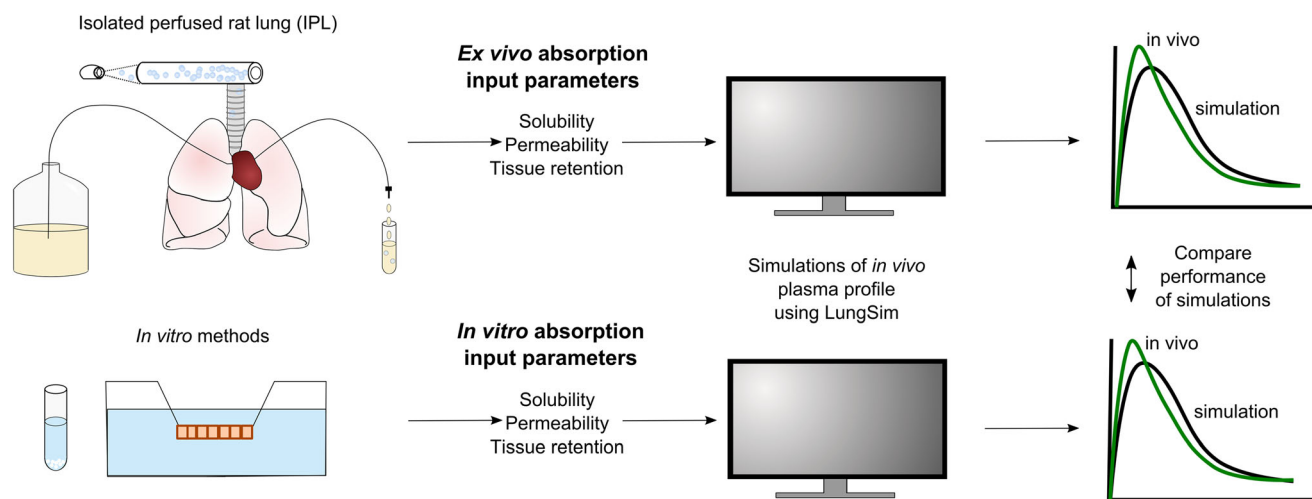 Isolated perfused rat lung (IPL)
Ex vivo absorption
input parameters
Solubility
Permeability
Tissue retention
in vivo
simulation
Simulations of in vivo
plasma profile
using LungSim
Compare
performance
of simulations
In vitro methods
In vitro absorption
input parameters
Solubility
Permeability
Tissue retention
in vivo
simulation